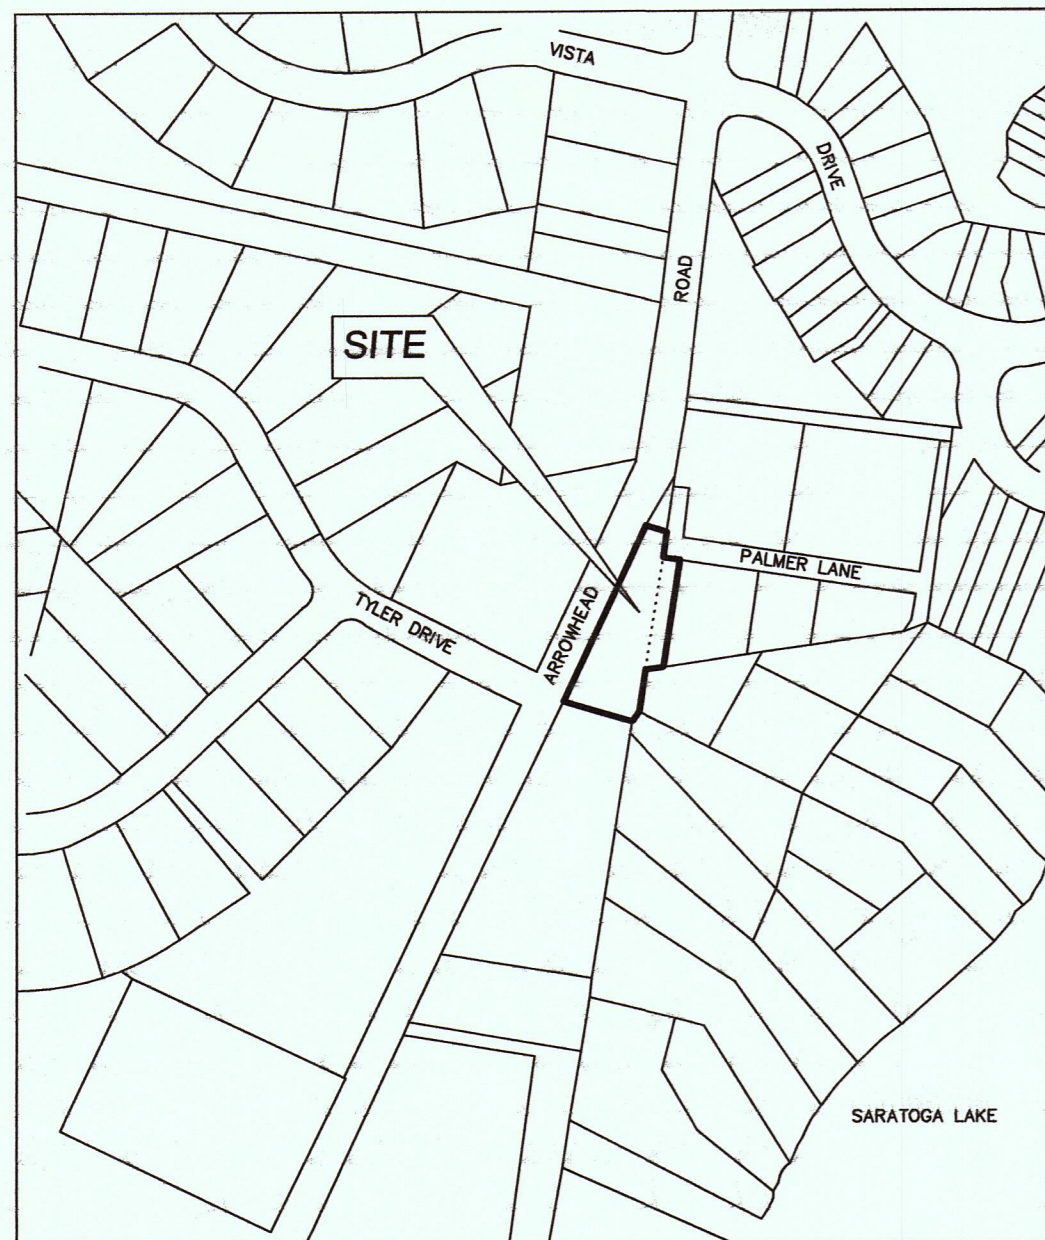 VISTA
DRIVE
ROAD
SITE
PALMER LANE
TYLER DRIVE
ARROWHEAD
SARATOGA LAKE